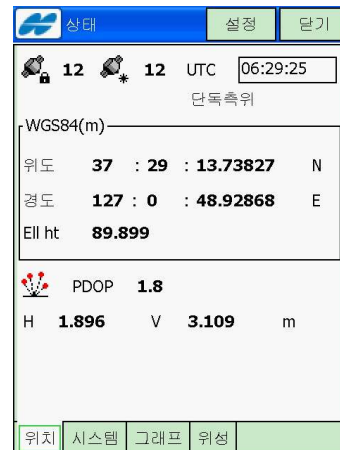 상태 설정 닫기
12 * 12 UTC 06:29:25
단독측위
WGS84(m)
위도 37 : 29 : 13.73827 N
경도 127 : 0 : 48.92868 E
Ell ht 89.899
PDOP 1.8
H 1.896 V 3.109 m
위치 시스템 그래프 위성